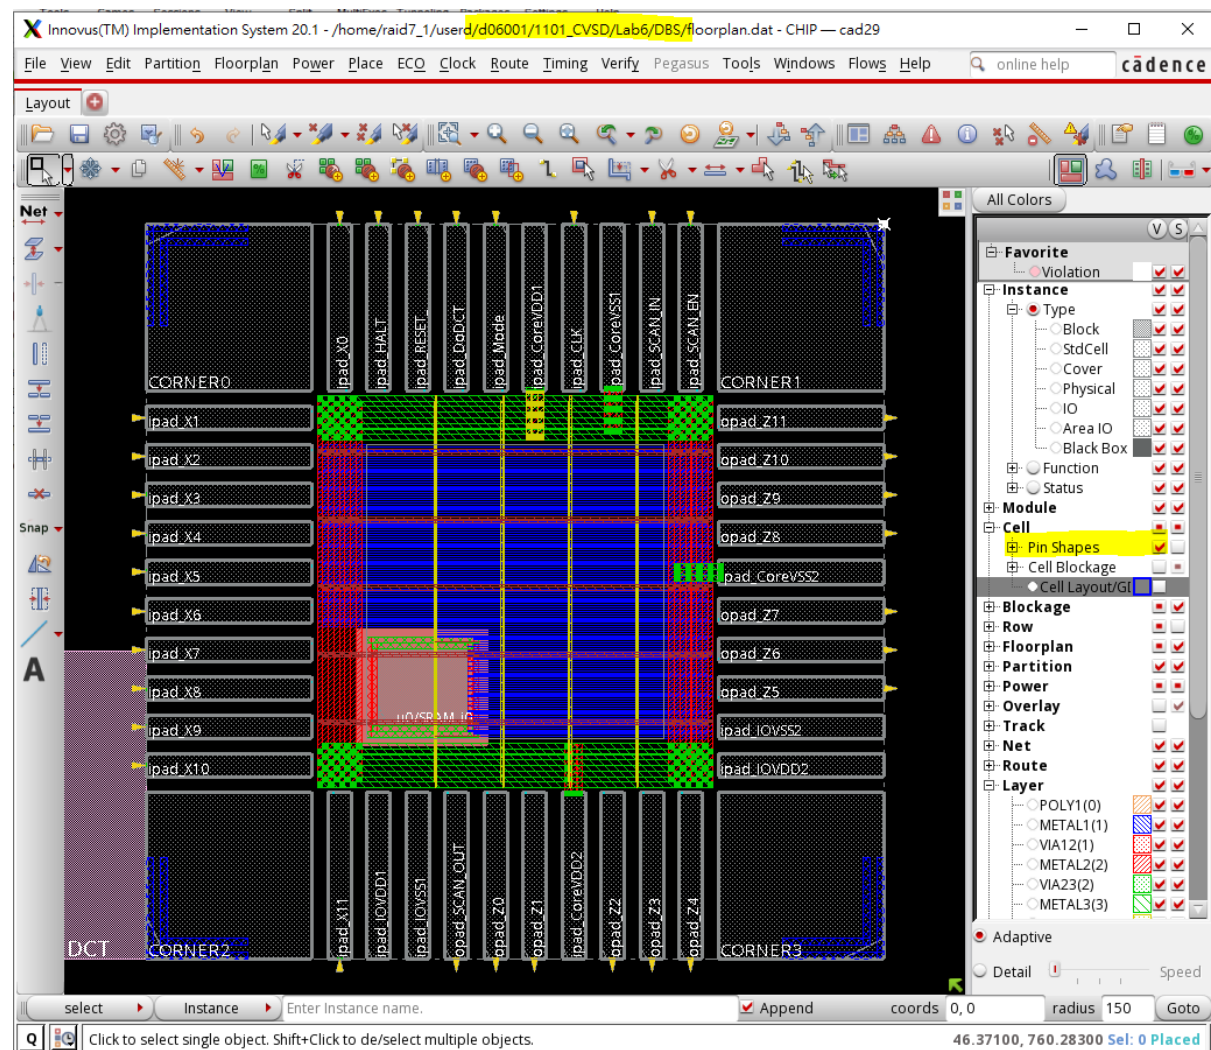 Innovus(TM) Implementation System 20.1 - /home/raid7_1/userd/d06001/1101_CVSD/Lab6/DBS/floorplan.dat - CHIP — cad29
File View Edit Partition Floorplan Power Place ECO Clock Route Timing Verify Pegasus Tools Windows Flows Help
online help
cādence
Layout
All Colors
Net
V S
Favorite
Violation
Instance
Type
Block
StdCell
Cover
Physical
IO
Area IO
Black Box
Function
Status
Module
Cell
Pin Shapes
Cell Blockage
Cell Layout/GI
Blockage
Row
Floorplan
Partition
Power
Overlay
Track
Net
Route
Layer
POLY1(0)
METAL1(1)
VIA12(1)
METAL2(2)
VIA23(2)
METAL3(3)
Adaptive
Detail
Speed
Snap
A
CORNER0
ipad_X0
ipad_HALT
ipad_RESET_
ipad_DoDCT
ipad_Mode
ipad_CoreVDD1
ipad_CLK
ipad_CoreVSS1
ipad_SCAN_IN
ipad_SCAN_EN
CORNER1
ipad_X1
ipad_X2
ipad_X3
ipad_X4
ipad_X5
ipad_X6
ipad_X7
ipad_X8
ipad_X9
ipad_X10
opad_Z11
opad_Z10
opad_Z9
opad_Z8
ipad_CoreVSS2
opad_Z7
opad_Z6
opad_Z5
ipad_IOVSS2
ipad_IOVDD2
DCT
CORNER2
ipad_X11
ipad_IOVDD1
ipad_IOVSS1
opad_SCAN_OUT
opad_Z0
opad_Z1
ipad_CoreVDD2
opad_Z2
opad_Z3
opad_Z4
CORNER3
select Instance Enter Instance name. Append coords 0, 0 radius 150 Goto
Q Click to select single object. Shift+Click to de/select multiple objects. 46.37100, 760.28300 Sel: 0 Placed